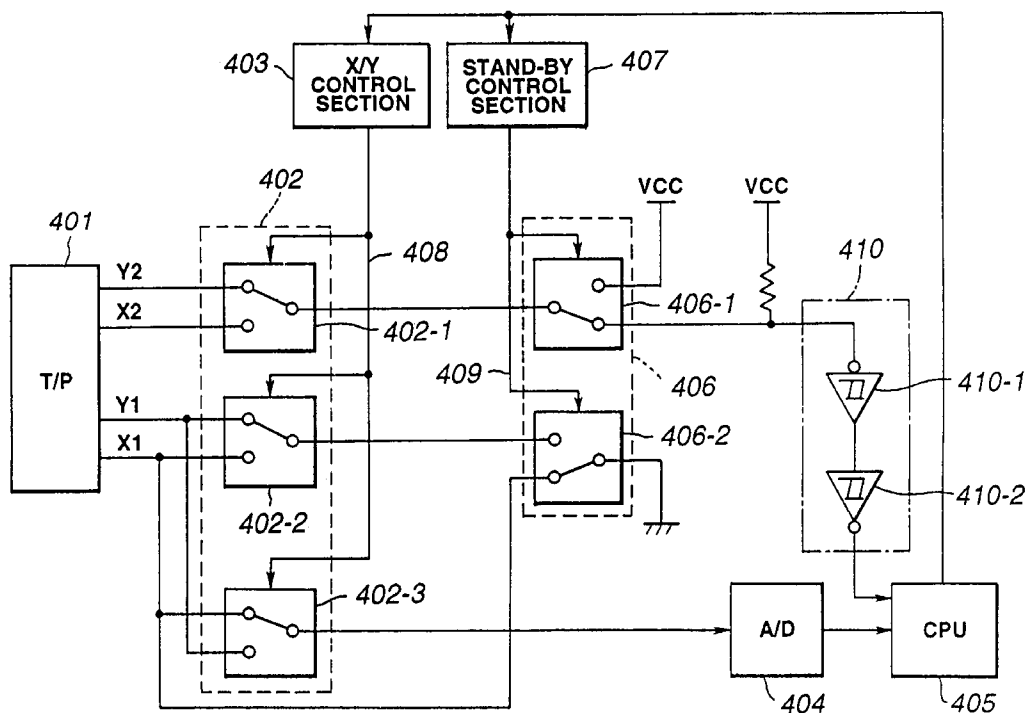 403
X/Y
CONTROL
SECTION
STAND-BY
CONTROL
SECTION
407
402
VCC
VCC
401
408
410
Y2
X2
402-1
406-1
T/P
409
406
410-1
Y1
X1
406-2
402-2
410-2
402-3
A/D
CPU
404
405